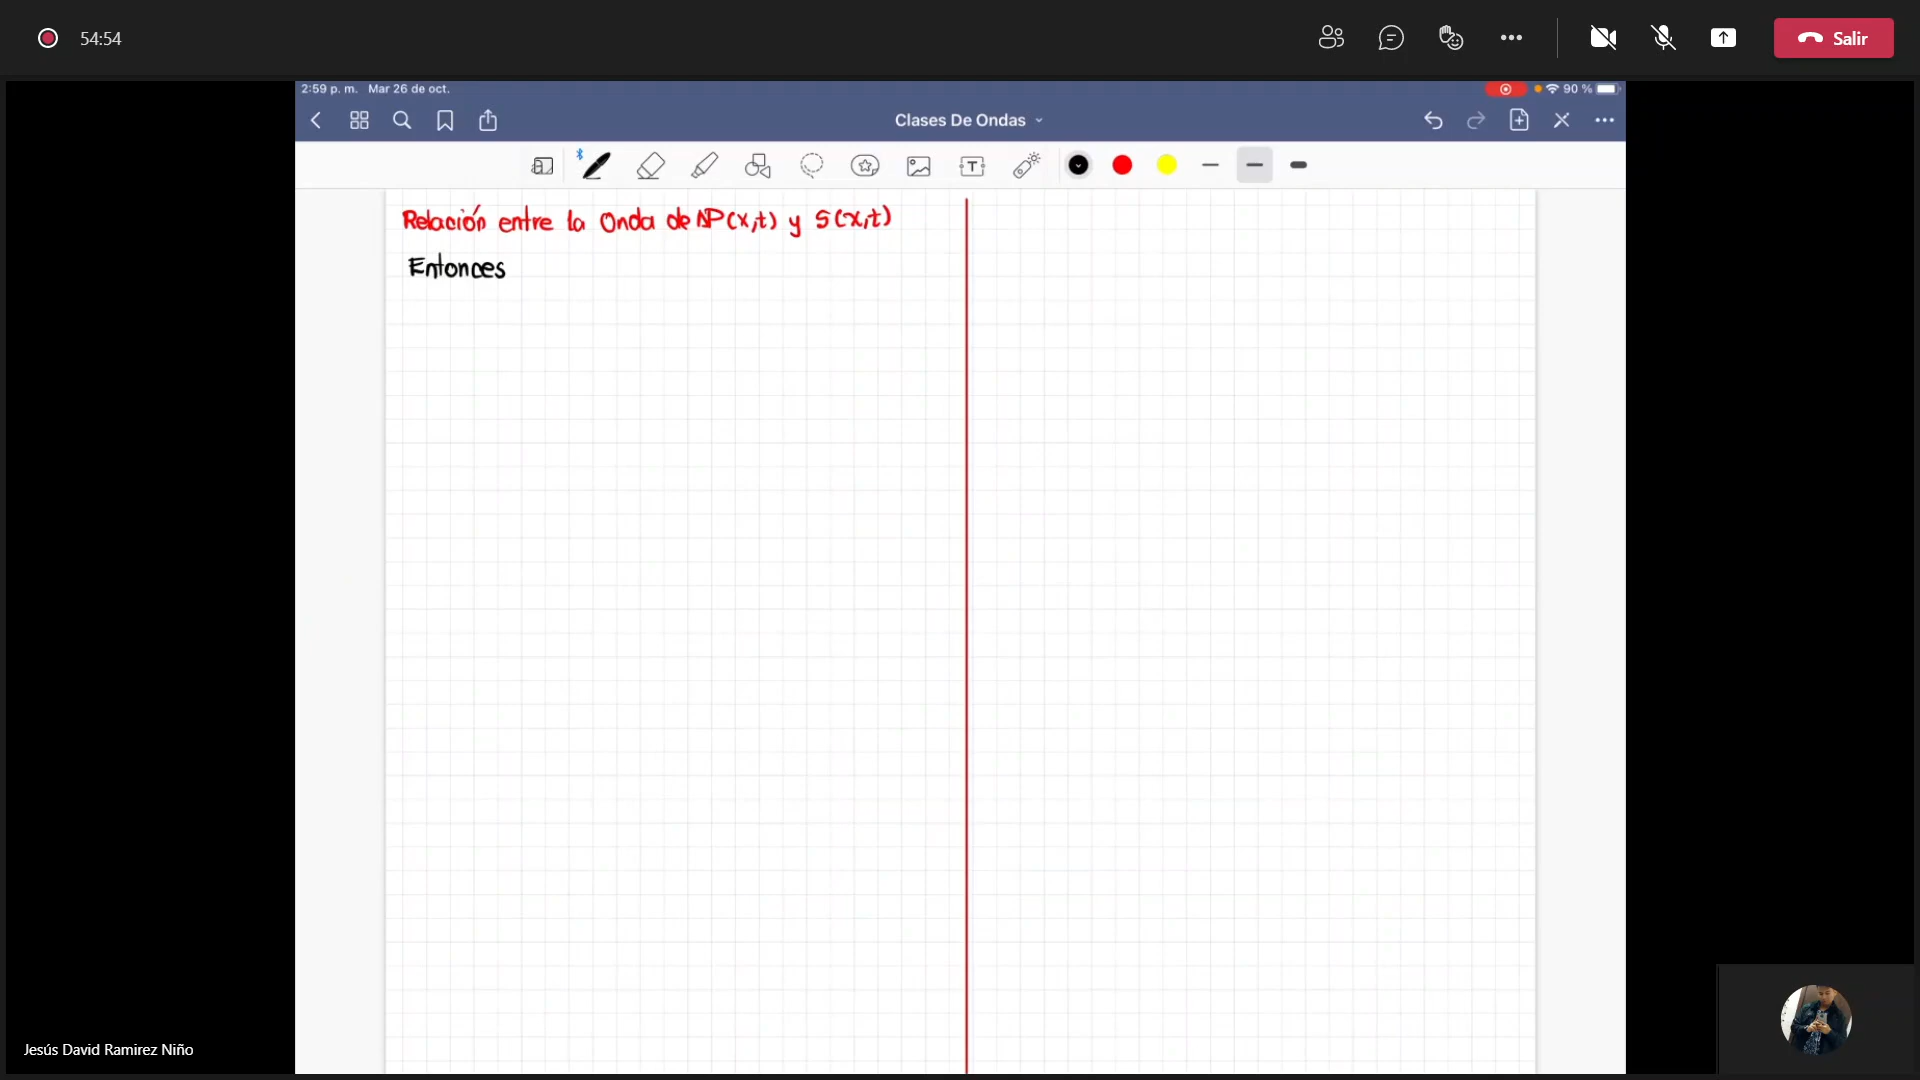 54:54
Salir
2:59 p. m. Mar 26 de oct.
90 %
Clases De Ondas
T
Relación entre la Onda de ΔP(x,t) y S(x,t)
Entonces
Jesús David Ramirez Niño